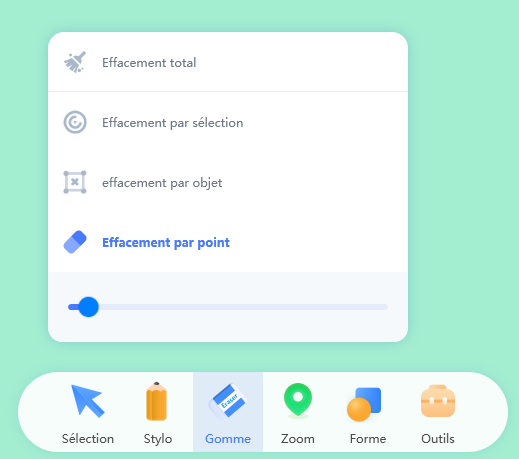 Effacement total
Effacement par sélection
effacement par objet
Effacement par point
Eraser
Sélection Stylo Gomme Zoom Forme Outils